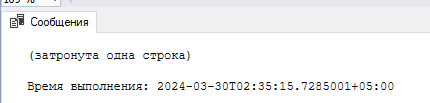 Сообщения
(затронута одна строка)
Время выполнения: 2024-03-30T02:35:15.7285001+05:00